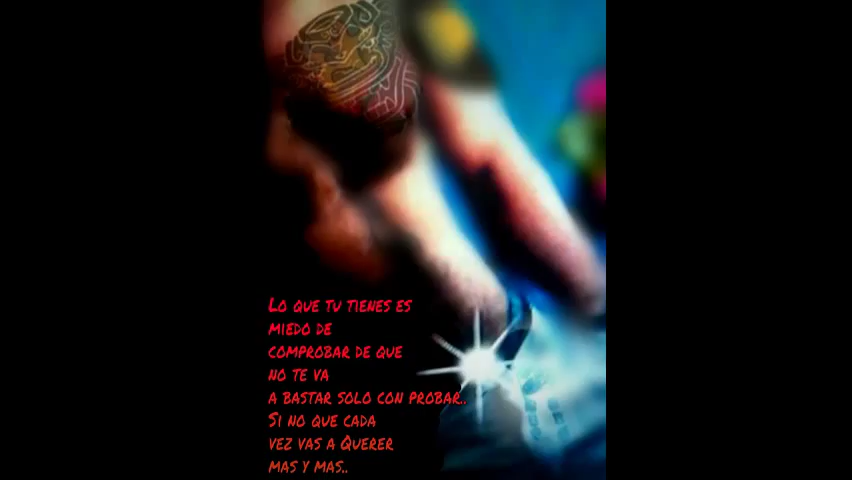 Lo que tu tienes es
miedo de
comprobar de que
no te va
a bastar solo con probar..
Si no que cada
vez vas a Querer
mas y mas..